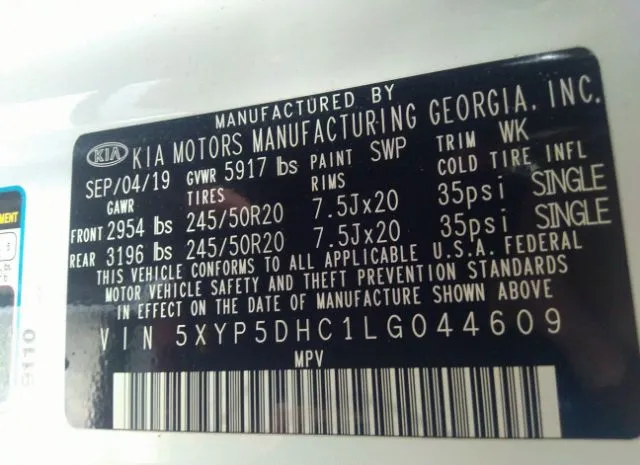 MANUFACTURED BY
KIA KIA MOTORS MANUFACTURING GEORGIA, INC.
SEP/04/19 GVWR 5917 lbs PAINT SWP TRIM WK
GAWR TIRES RIMS COLD TIRE INFL
FRONT 2954 lbs 245/50R20 7.5Jx20 35psi SINGLE
REAR 3196 lbs 245/50R20 7.5Jx20 35psi SINGLE
THIS VEHICLE CONFORMS TO ALL APPLICABLE U.S.A. FEDERAL
MOTOR VEHICLE SAFETY AND THEFT PREVENTION STANDARDS
IN EFFECT ON THE DATE OF MANUFACTURE SHOWN ABOVE
VIN 5XYP5DHC1LG044609
MPV
9110